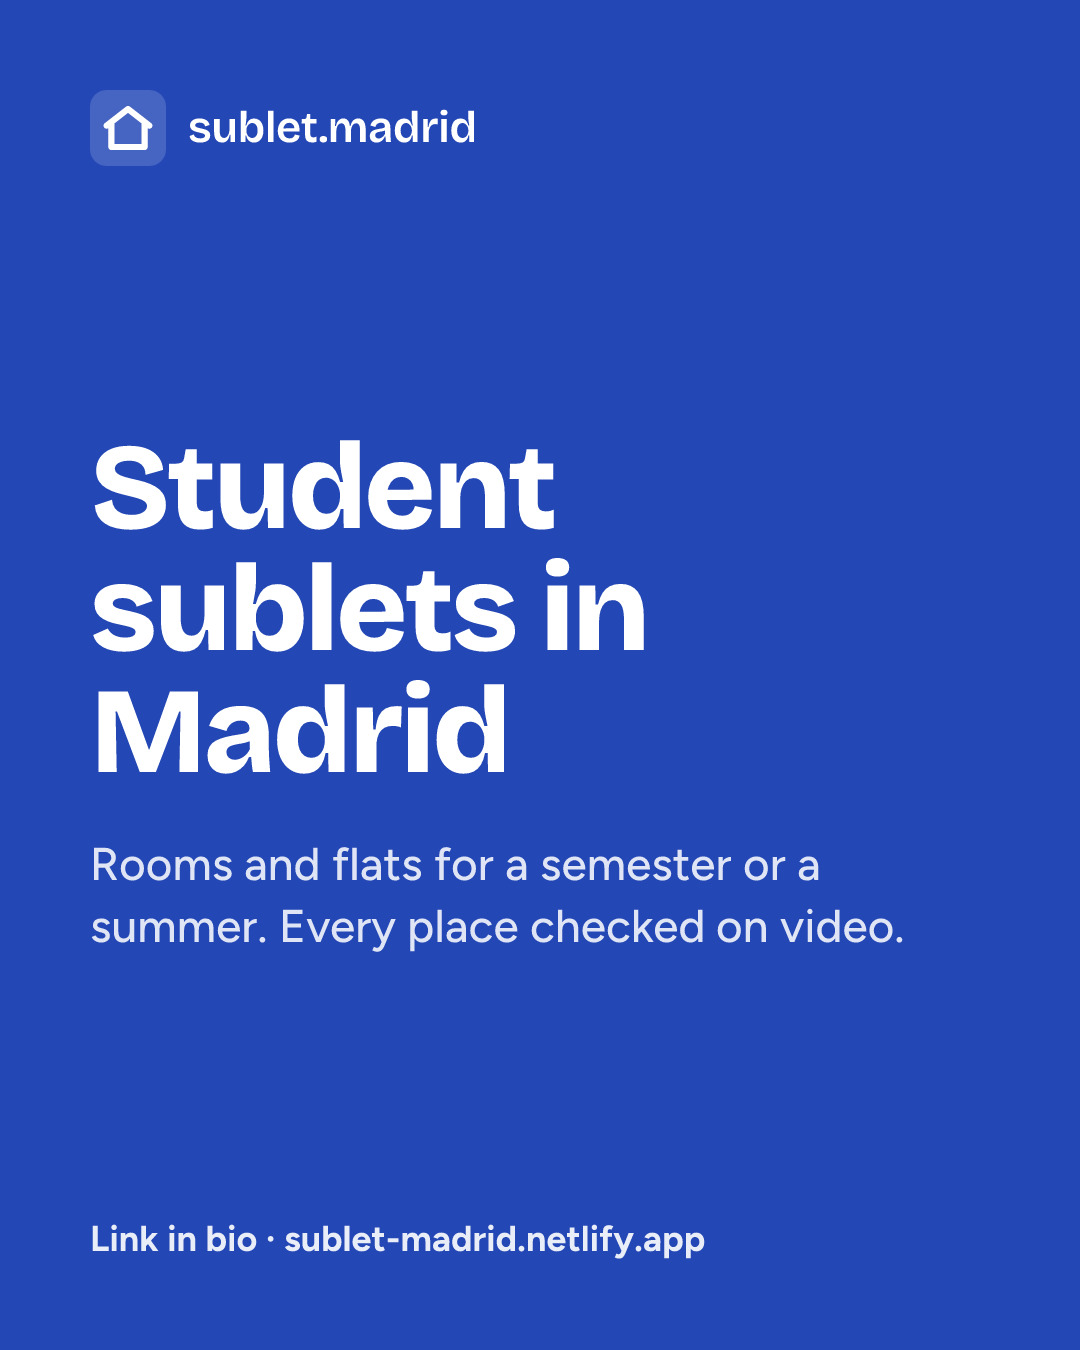 sublet.madrid
Student
sublets in
Madrid
Rooms and flats for a semester or a
summer. Every place checked on video.
Link in bio · sublet-madrid.netlify.app